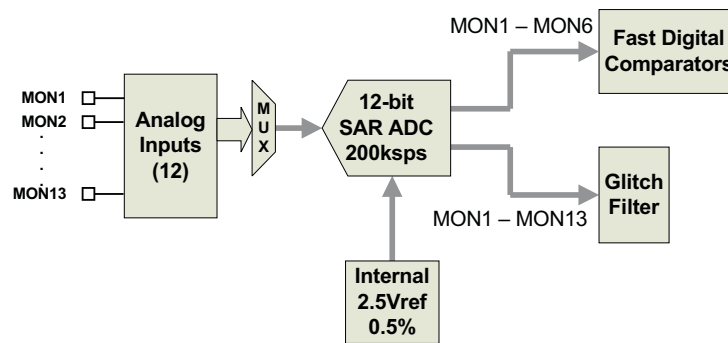 MON1 – MON6
Fast Digital
Comparators
MON1
MON2
.
.
.
.
MON13
Analog
Inputs
(12)
M
U
X
12-bit
SAR ADC
200ksps
MON1 – MON13
Glitch
Filter
Internal
2.5Vref
0.5%